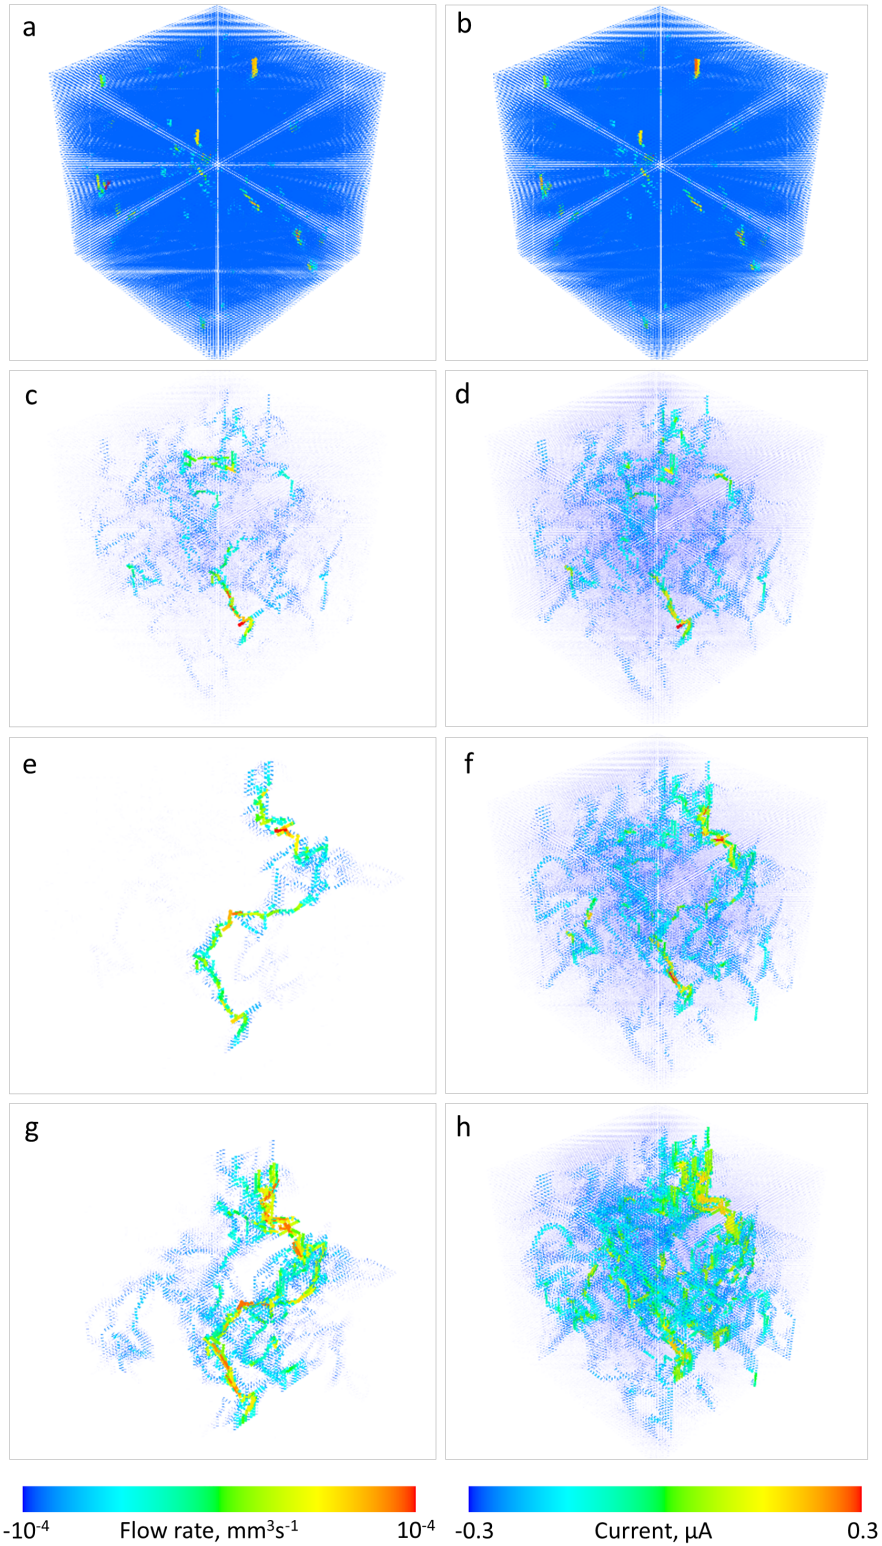 a
b
c
d
e
f
g
h
-10⁻⁴ Flow rate, mm³s⁻¹ 10⁻⁴
-0.3 Current, µA 0.3